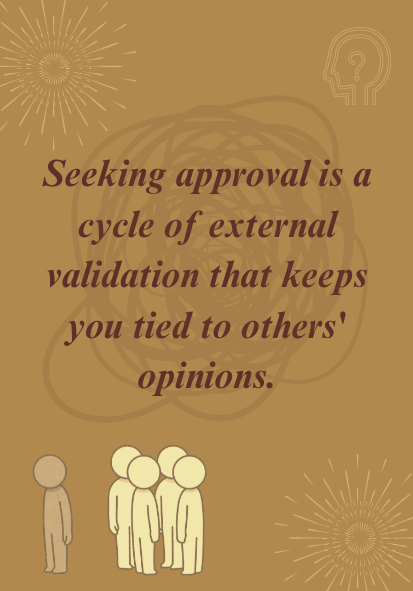 Seeking approval is a
cycle of external
validation that keeps
you tied to others'
opinions.
?